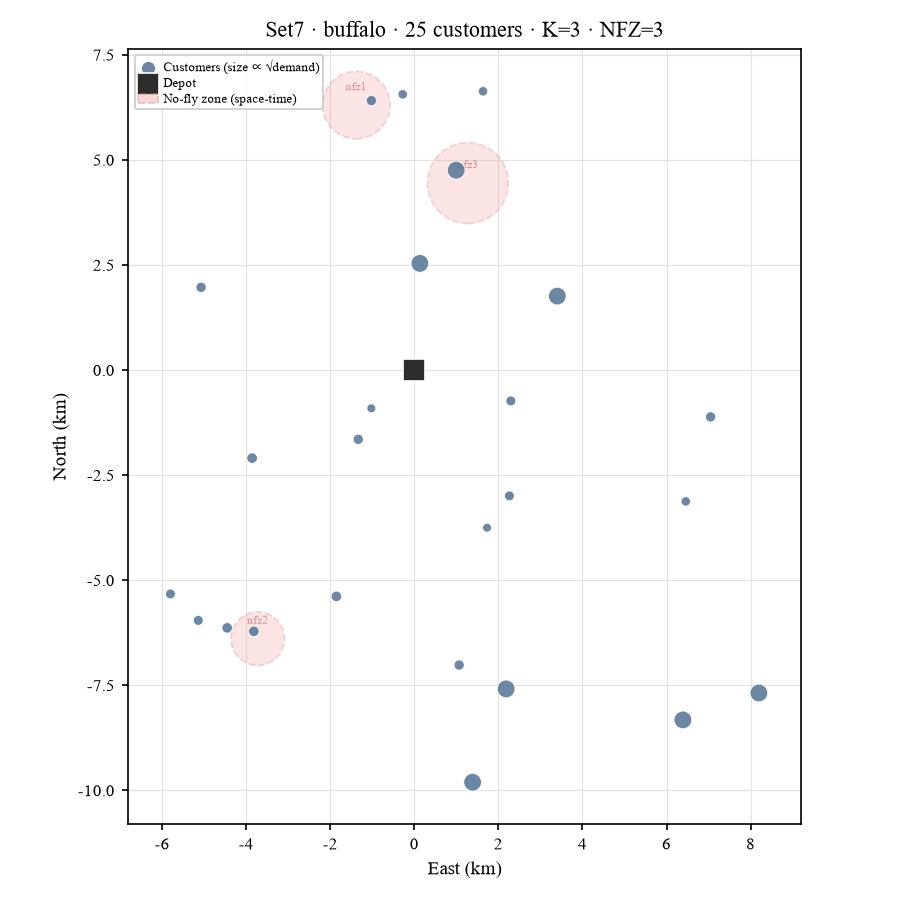 Set7 · buffalo · 25 customers · K=3 · NFZ=3
Customers (size ∝ √demand)
Depot
No-fly zone (space-time)
nfz1
fz3
nfz2
7.5
5.0
2.5
0.0
-2.5
-5.0
-7.5
-10.0
North (km)
-6
-4
-2
0
2
4
6
8
East (km)